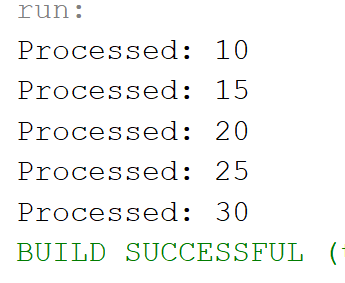 run:
Processed: 10
Processed: 15
Processed: 20
Processed: 25
Processed: 30
BUILD SUCCESSFUL (